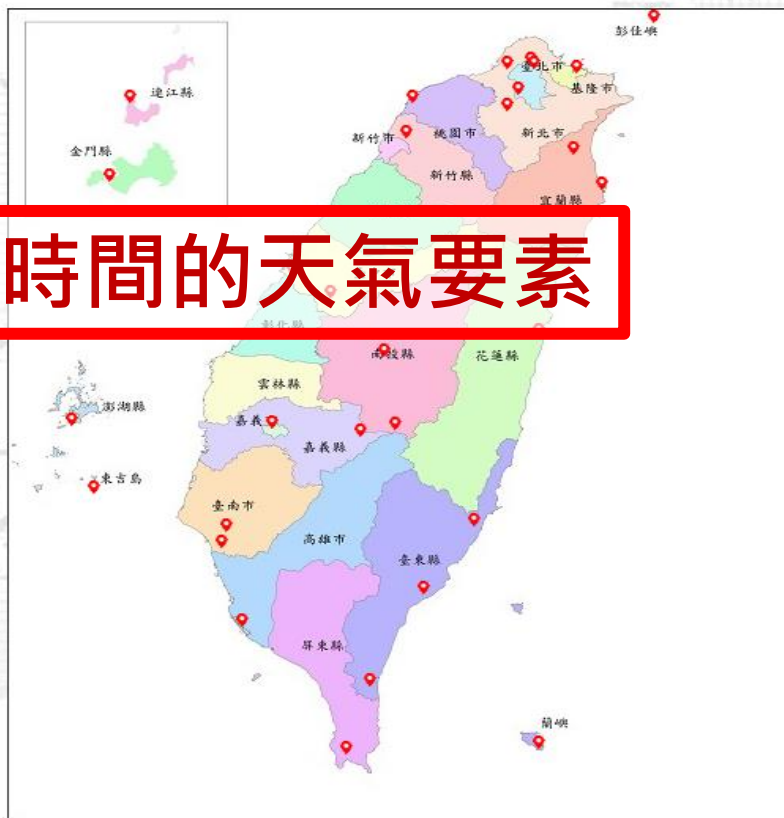 彭佳嶼
連江縣
臺北市
基隆市
新竹市
桃園市
新北市
金門縣
新竹縣
宜蘭縣
時間的天氣要素
彰化縣
南投縣
花蓮縣
雲林縣
澎湖縣
嘉義
嘉義縣
東吉島
臺南市
高雄市
臺東縣
屏東縣
蘭嶼